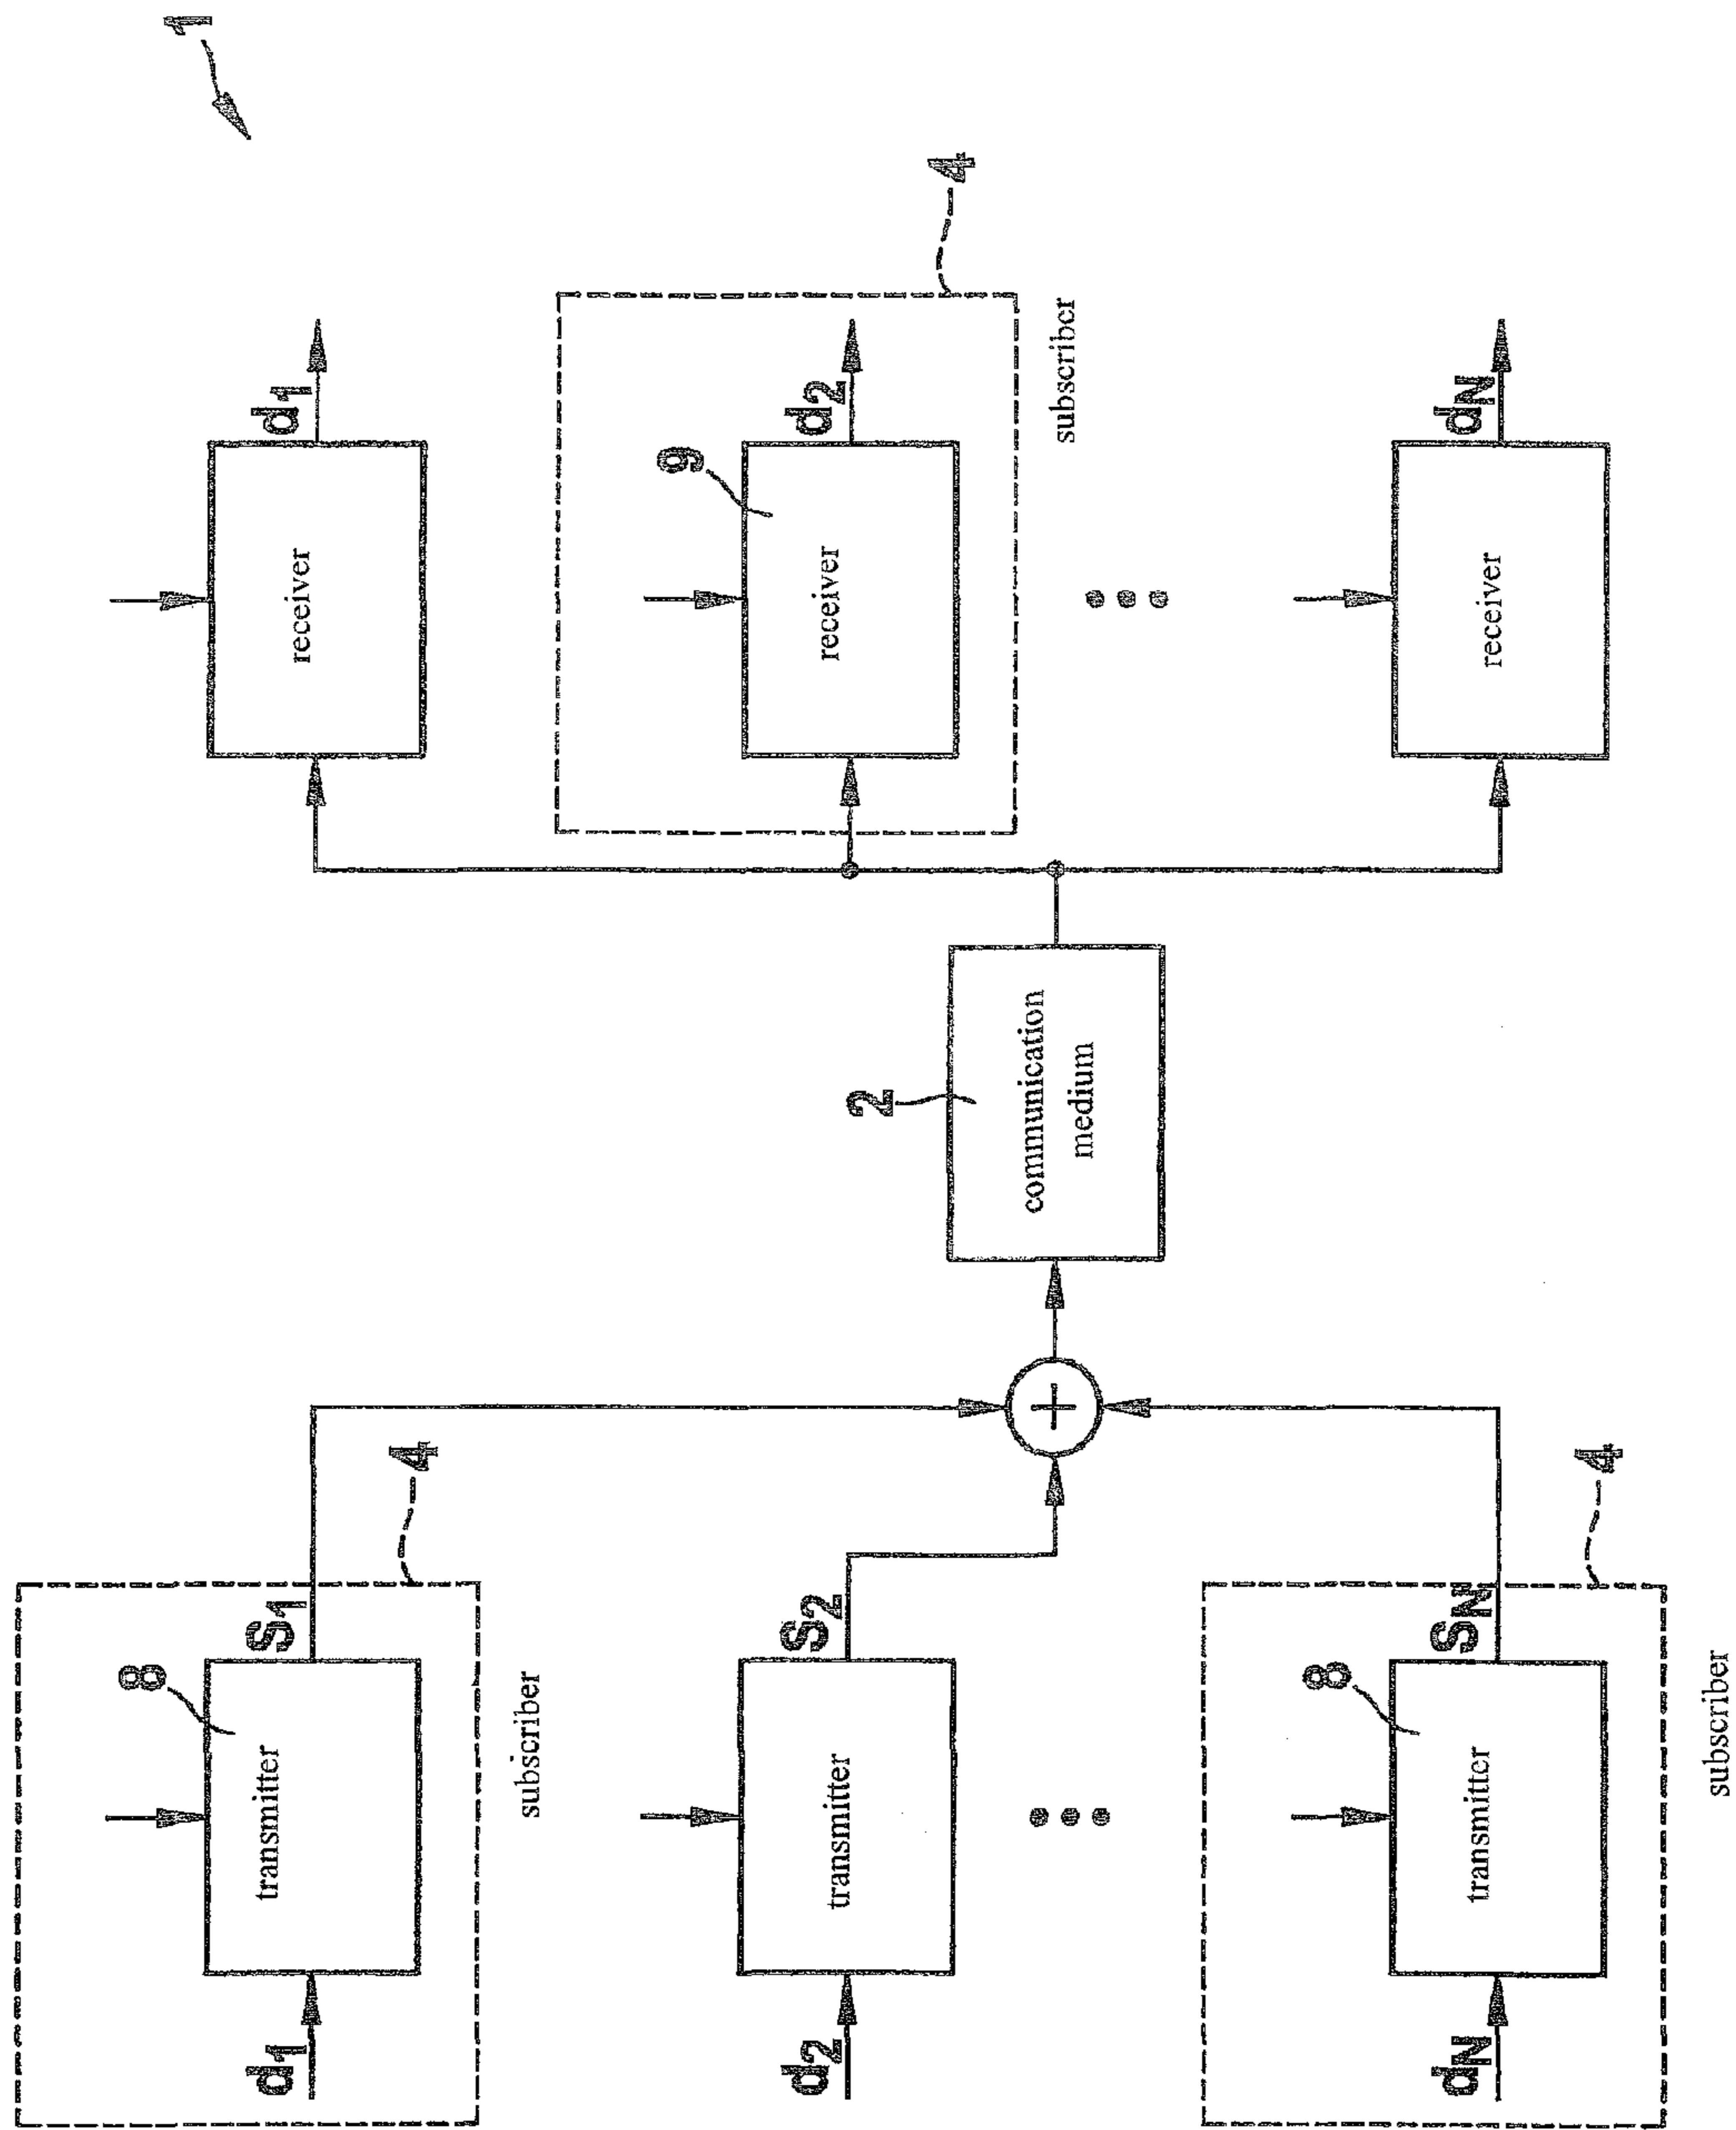 1
d1
receiver
4
9
d2
receiver
subscriber
dN
receiver
2
communication
medium
+
4
8
S1
d1
transmitter
subscriber
S2
d2
transmitter
4
8
SN
dN
transmitter
subscriber